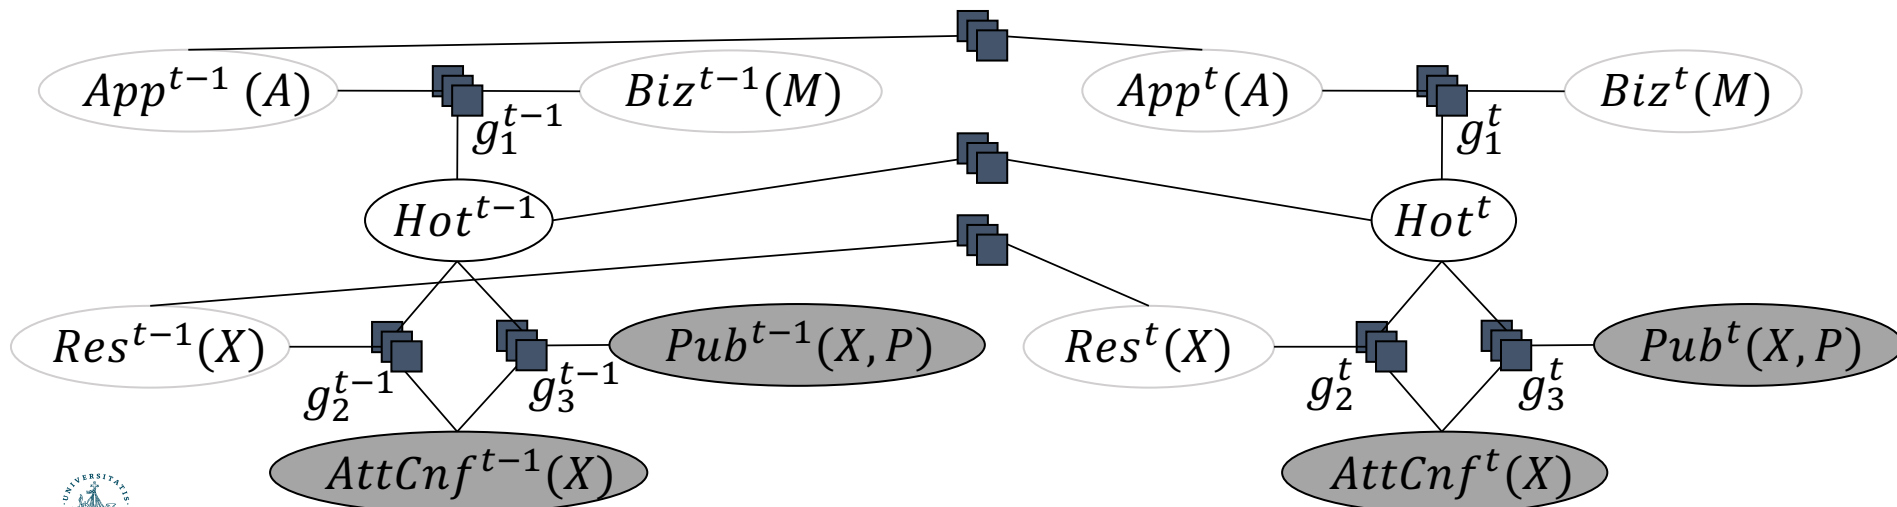 App^{t-1}(A) Biz^{t-1}(M) App^t(A) Biz^t(M)
g_1^{t-1} g_1^t
Hot^{t-1} Hot^t
Res^{t-1}(X) Pub^{t-1}(X, P) Res^t(X) Pub^t(X, P)
g_2^{t-1} g_3^{t-1} g_2^t g_3^t
AttCnf^{t-1}(X) AttCnf^t(X)
UNIVERSITATIS